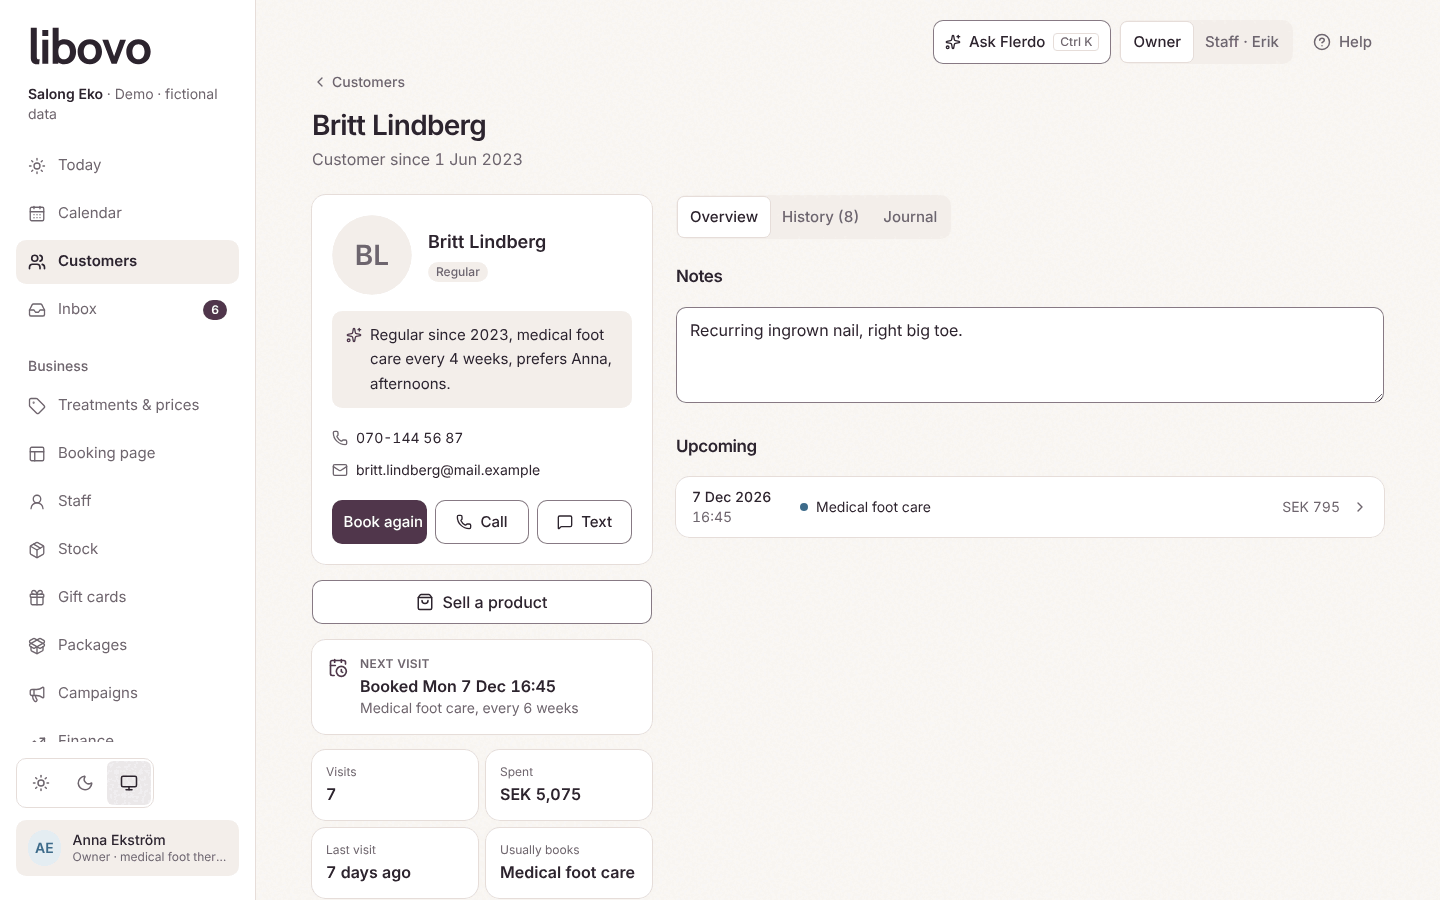 libovo
Salong Eko · Demo · fictional
data
Today
Calendar
Customers
Inbox
6
Business
Treatments & prices
Booking page
Staff
Stock
Gift cards
Packages
Campaigns
Finance
AE
Anna Ekström
Owner · medical foot ther...
Ask Flerdo
Ctrl K
Owner
Staff · Erik
Help
Customers
Britt Lindberg
Customer since 1 Jun 2023
BL
Britt Lindberg
Regular
Regular since 2023, medical foot
care every 4 weeks, prefers Anna,
afternoons.
070-144 56 87
britt.lindberg@mail.example
Book again
Call
Text
Sell a product
NEXT VISIT
Booked Mon 7 Dec 16:45
Medical foot care, every 6 weeks
Visits
7
Spent
SEK 5,075
Last visit
7 days ago
Usually books
Medical foot care
Overview
History (8)
Journal
Notes
Recurring ingrown nail, right big toe.
Upcoming
7 Dec 2026
16:45
Medical foot care
SEK 795